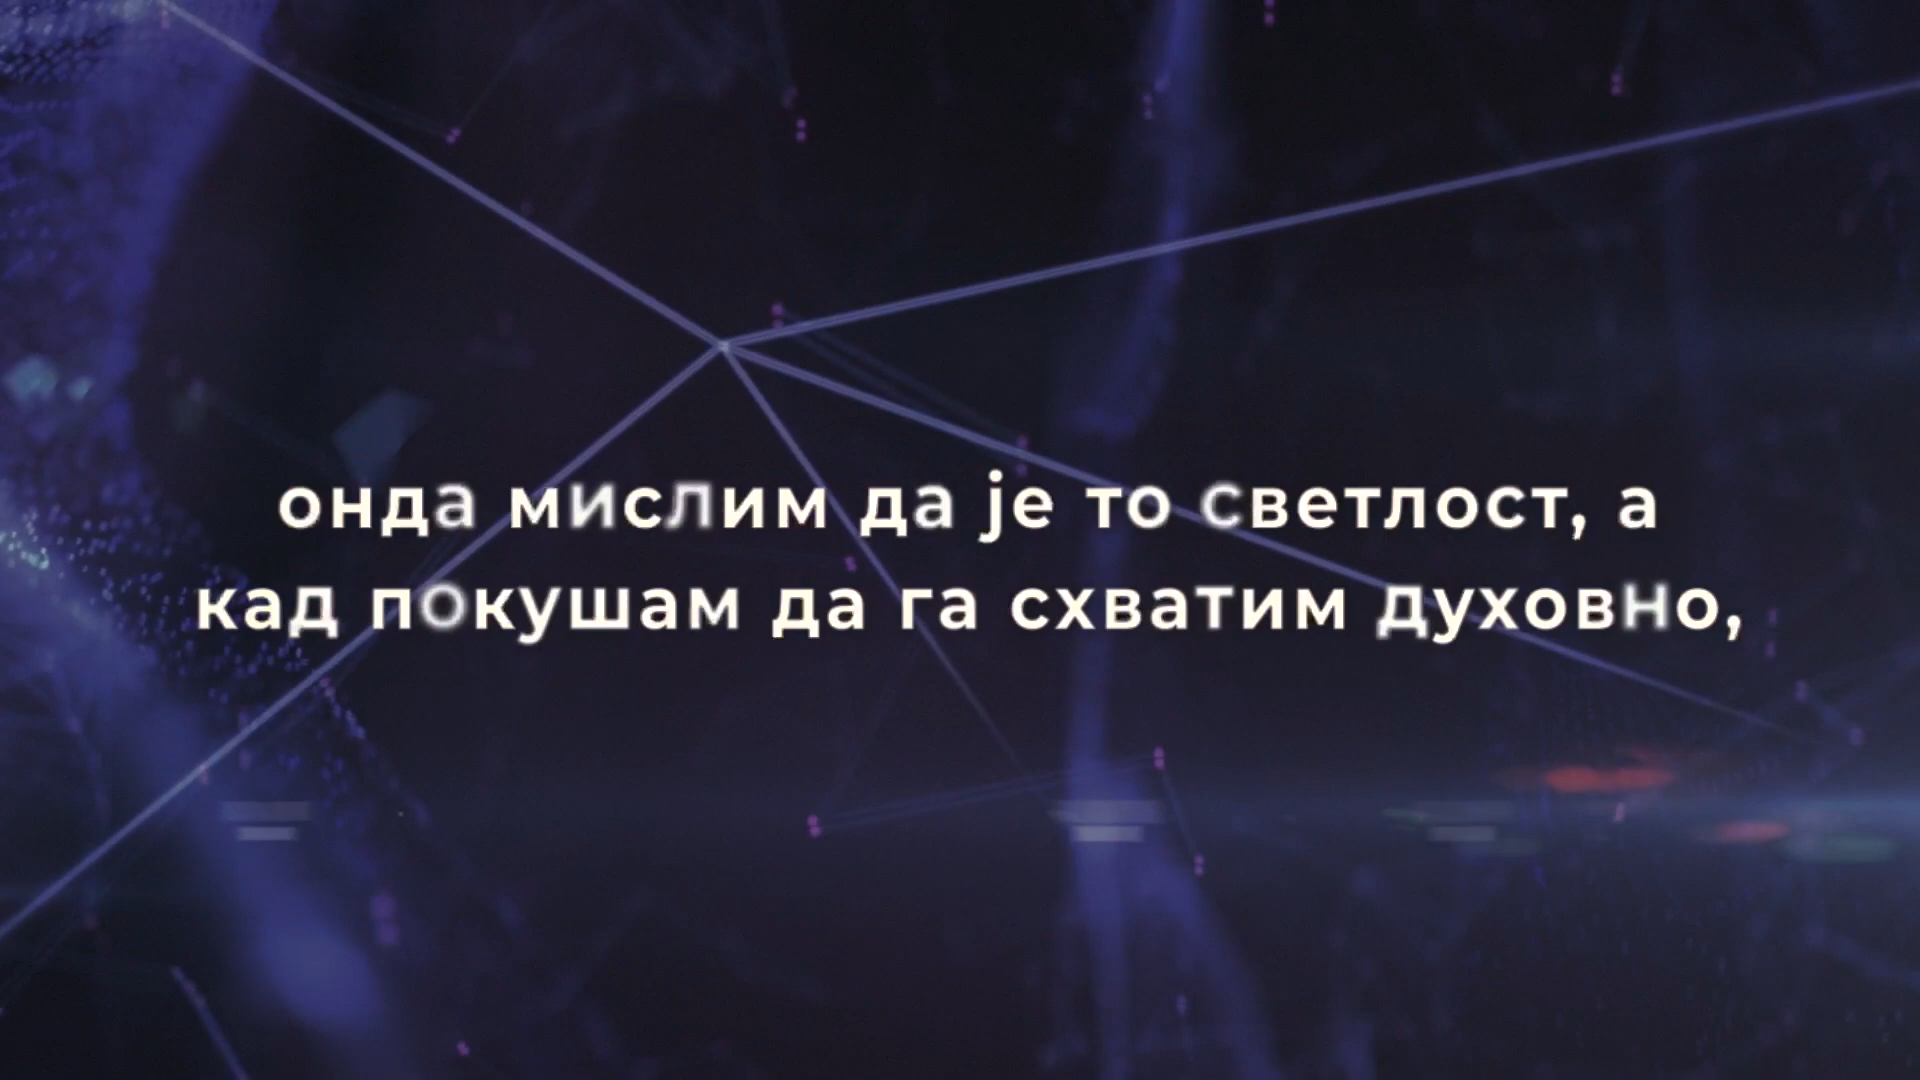 онда мислим да је то светлост, а
кад покушам да га схватим духовно,